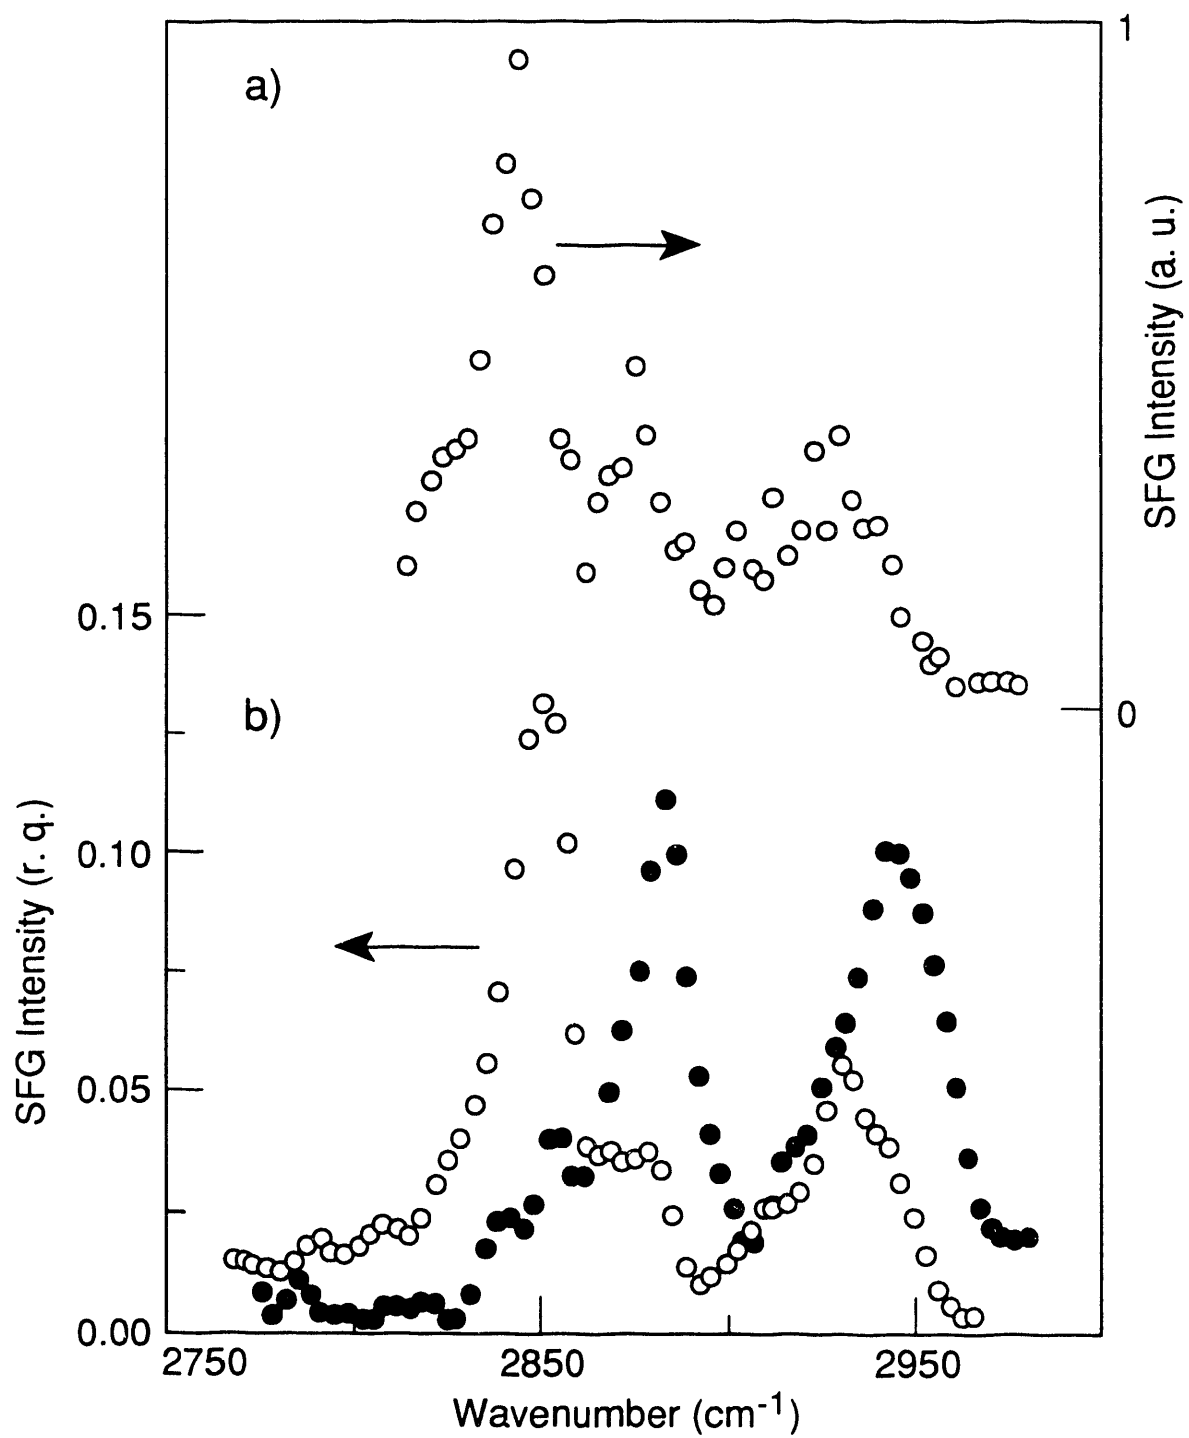 1
a)
SFG Intensity (a. u.)
0.15
b)
0
0.10
SFG Intensity (r. q.)
0.05
0.00
2750 2850 2950
Wavenumber (cm-1)